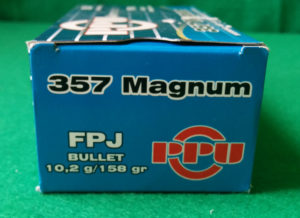 357 Magnum
FPJ
BULLET
10,2 g/158 gr
PPU